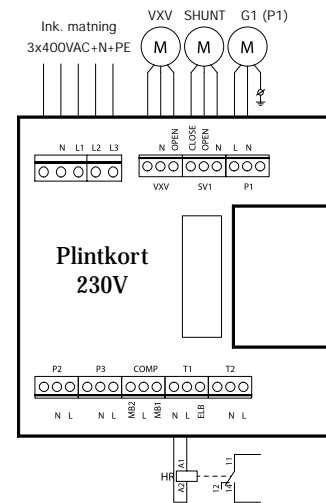 VXV SHUNT G1 (P1)
Ink. matning
3x400VAC+N+PE
M M M
N L1 L2 L3
N OPEN CLOSE OPEN N L N
VXV SV1 P1
Plintkort
230V
P2 P3 COMP T1 T2
N L N L MB2 L MB1 N L ELB N L
A1
HR
A2
11
12 14